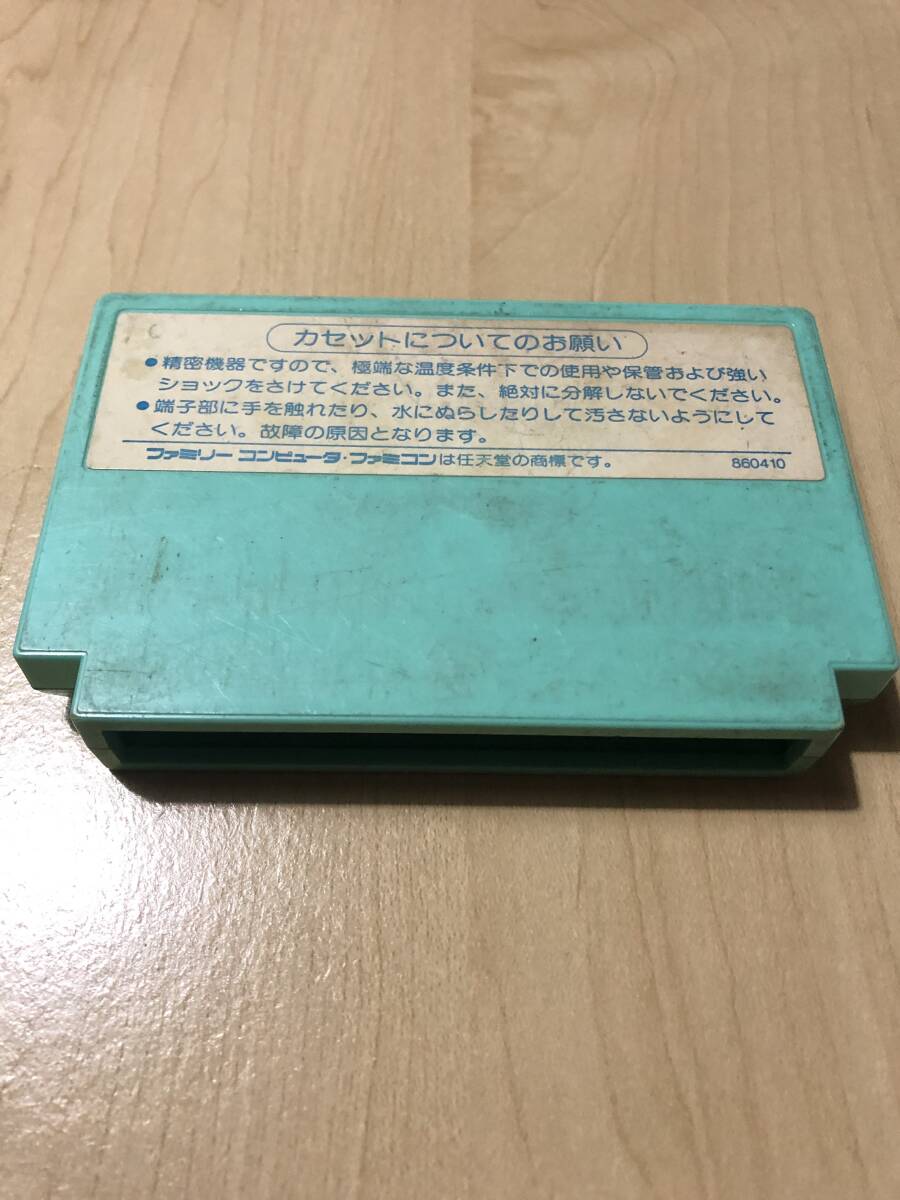 カセットについてのお願い
●精密機器ですので、極端な温度条件下での使用や保管および強い
ショックをさけてください。また、絶対に分解しないでください。
●端子部に手を触れたり、水にぬらしたりして汚さないようにして
ください。故障の原因となります。
ファミリーコンピュータ・ファミコンは任天堂の商標です。 860410